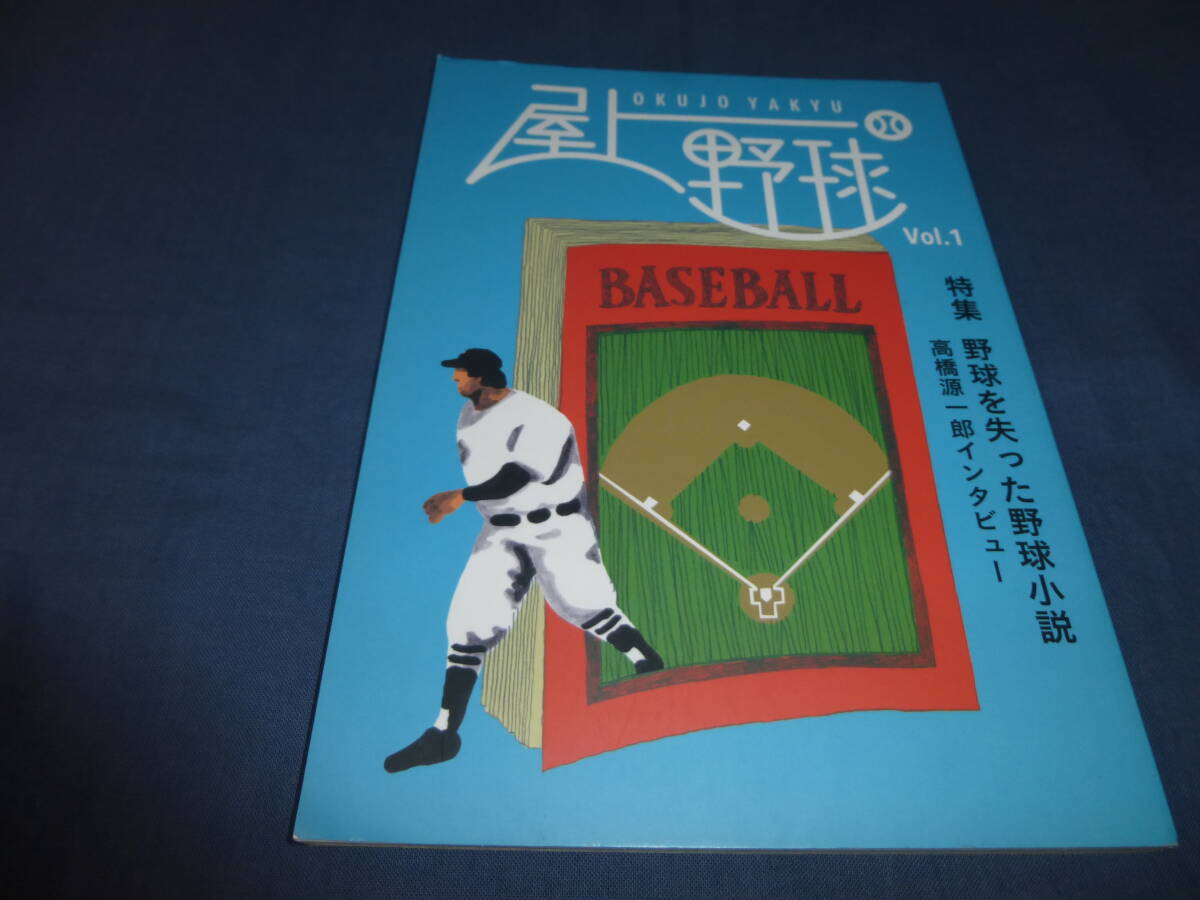 OKUJO YAKYU
屋上野球
Vol.1
BASEBALL
特集 野球を失った野球小説
高橋源一郎インタビュー